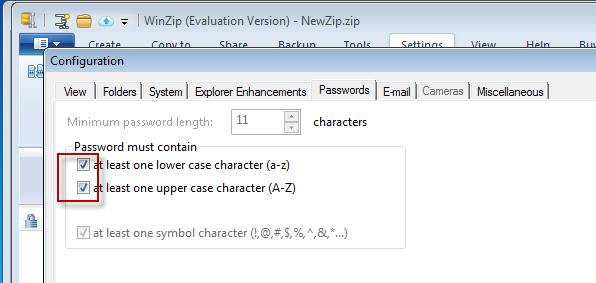 WinZip (Evaluation Version) - NewZip.zip
Create Copy to Share Backup Tools Settings View Help Buy
Configuration
View Folders System Explorer Enhancements Passwords E-mail Cameras Miscellaneous
Minimum password length: 11 characters
Password must contain
at least one lower case character (a-z)
at least one upper case character (A-Z)
at least one symbol character (!,@,#,$,%,^,&,*...)